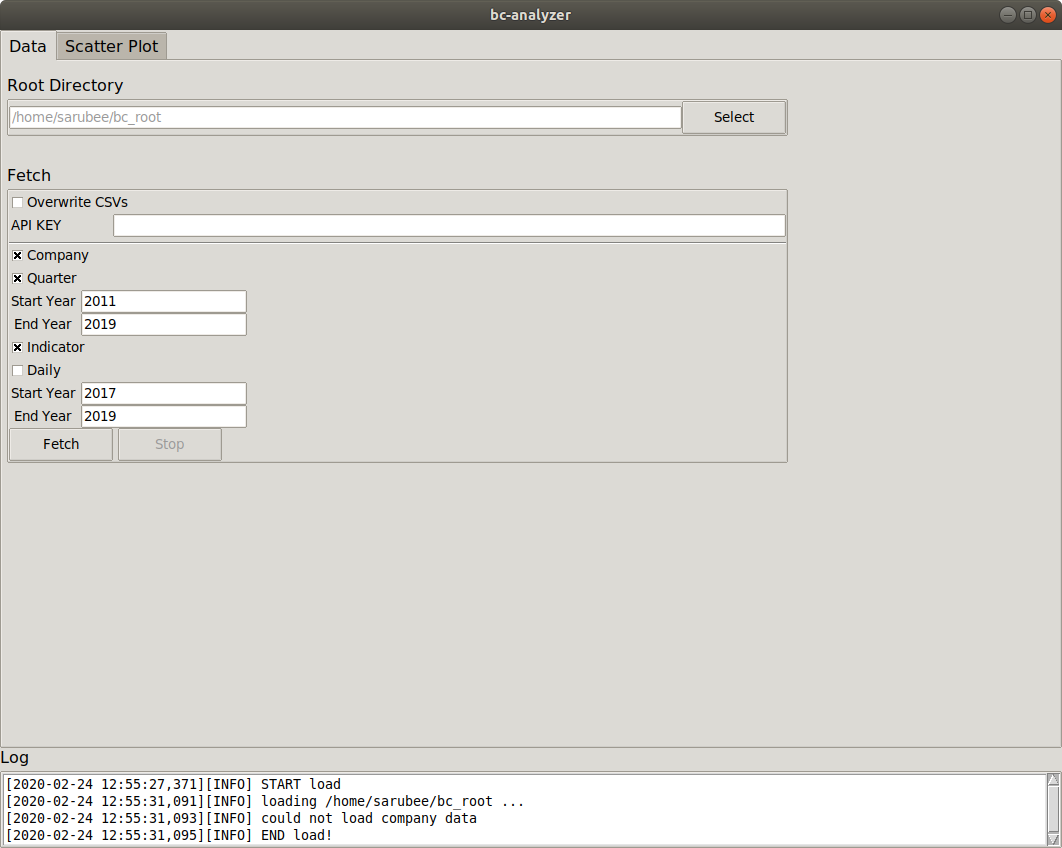 bc-analyzer
Data Scatter Plot
Root Directory
/home/sarubee/bc_root Select
Fetch
Overwrite CSVs
API KEY
Company
Quarter
Start Year 2011
End Year 2019
Indicator
Daily
Start Year 2017
End Year 2019
Fetch Stop
Log
[2020-02-24 12:55:27,371][INFO] START load
[2020-02-24 12:55:31,091][INFO] loading /home/sarubee/bc_root ...
[2020-02-24 12:55:31,093][INFO] could not load company data
[2020-02-24 12:55:31,095][INFO] END load!